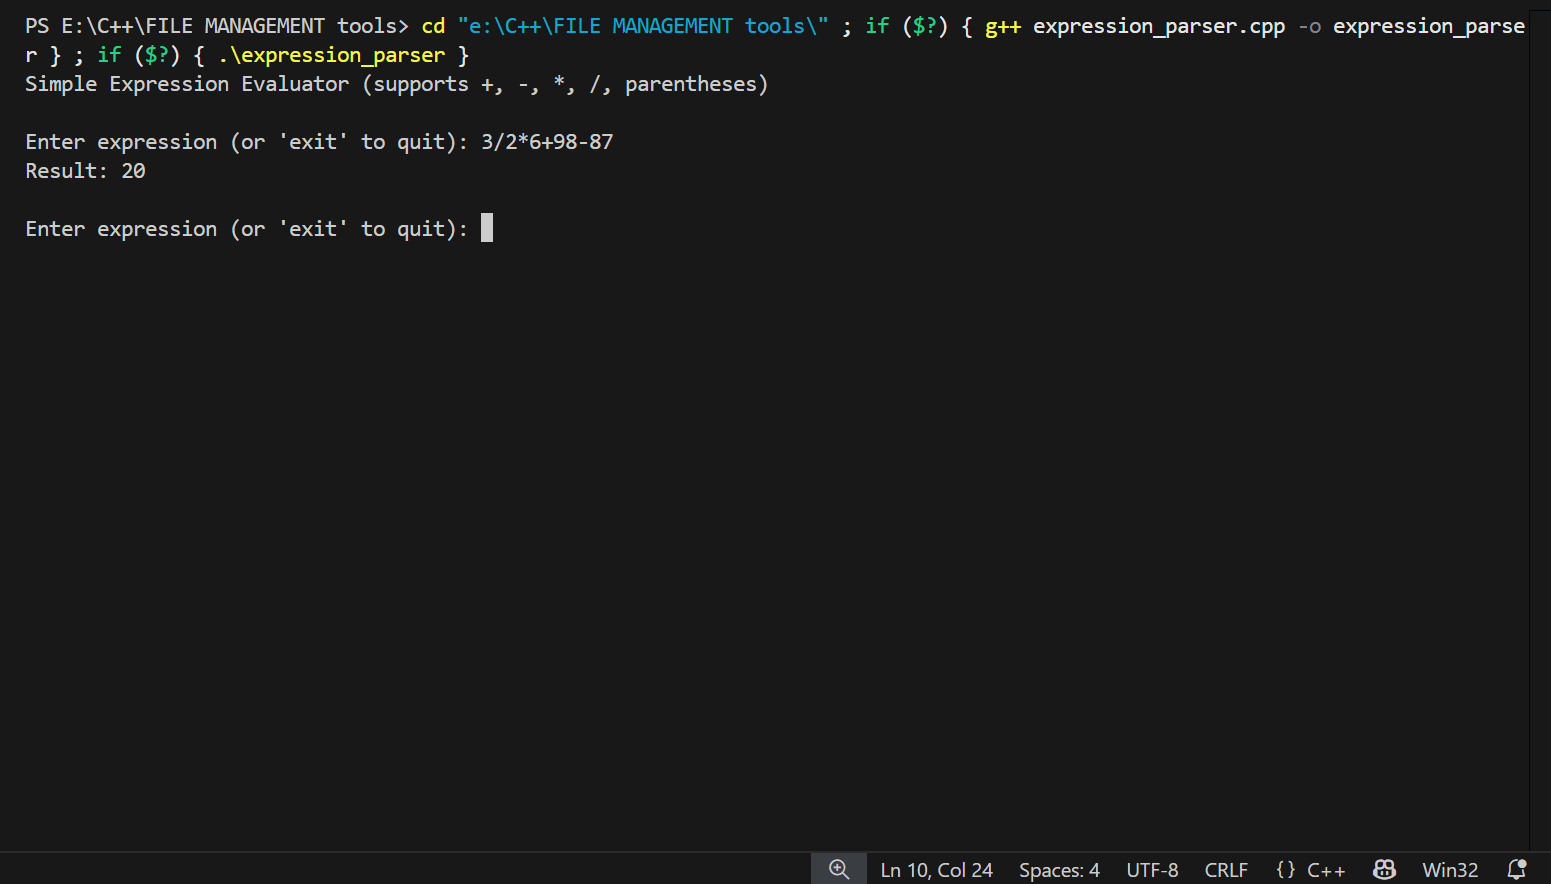 PS E:\C++\FILE MANAGEMENT tools> cd "e:\C++\FILE MANAGEMENT tools\" ; if ($?) { g++ expression_parser.cpp -o expression_parse
r } ; if ($?) { .\expression_parser }
Simple Expression Evaluator (supports +, -, *, /, parentheses)
Enter expression (or 'exit' to quit): 3/2*6+98-87
Result: 20
Enter expression (or 'exit' to quit):
Ln 10, Col 24 Spaces: 4 UTF-8 CRLF {} C++ Win32